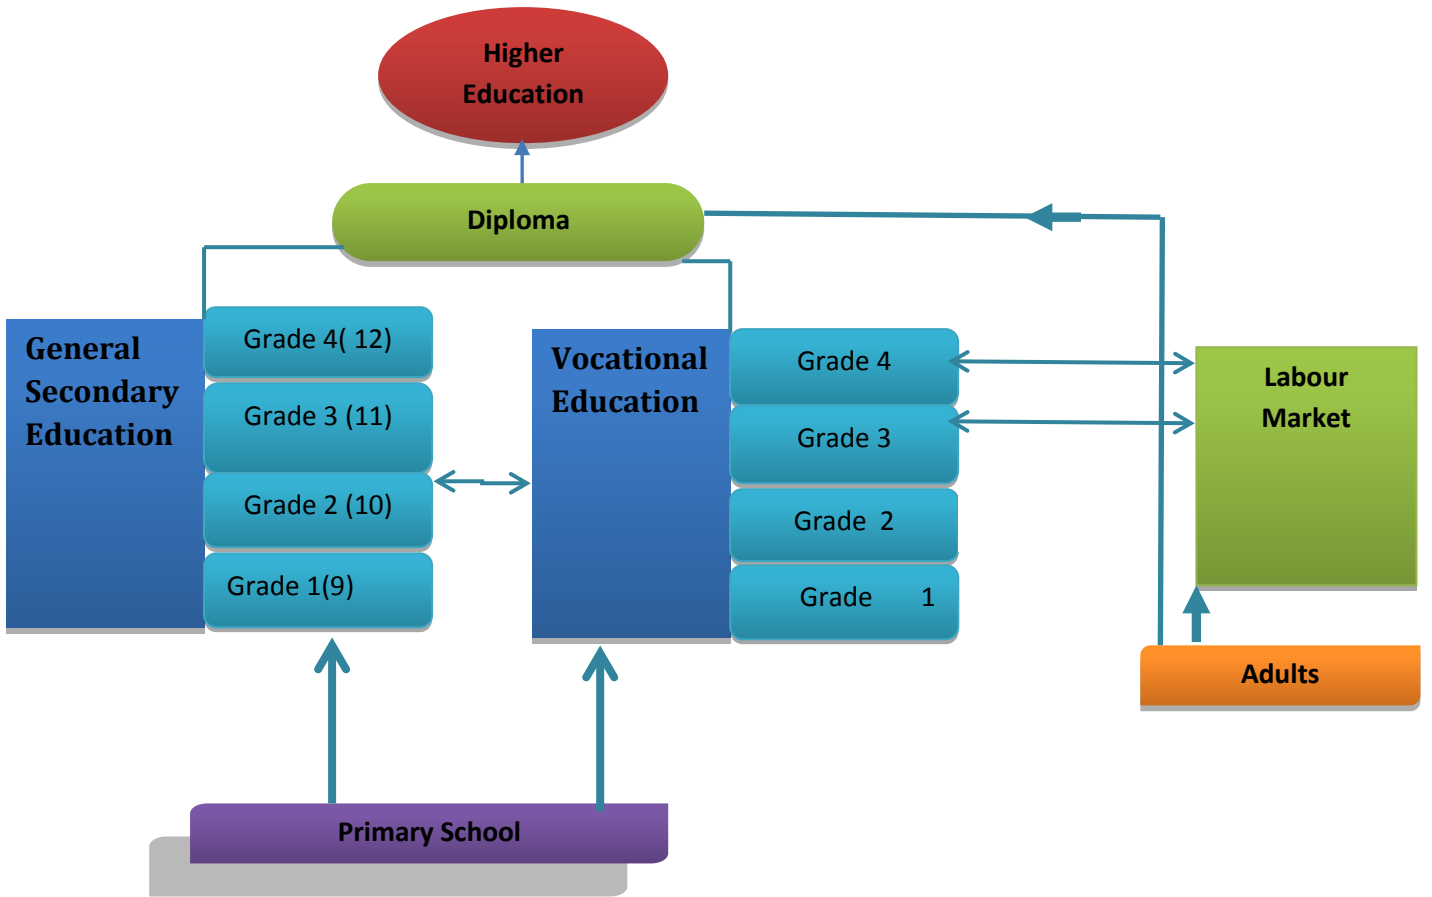 Higher
Education
Diploma
General
Secondary
Education
Grade 4( 12)
Grade 3 (11)
Grade 2 (10)
Grade 1(9)
Vocational
Education
Grade 4
Grade 3
Grade 2
Grade 1
Labour
Market
Adults
Primary School